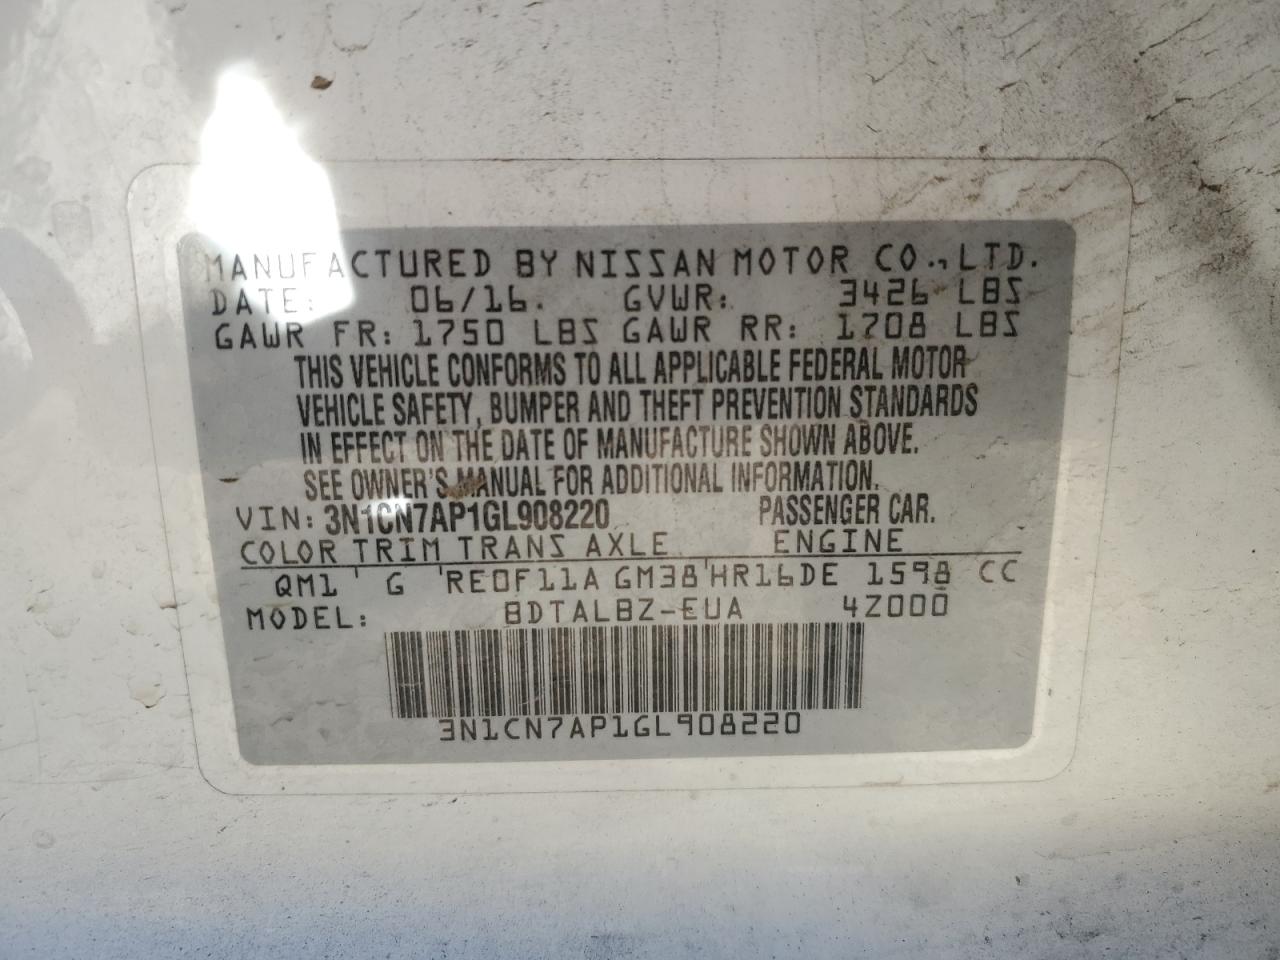 MANUFACTURED BY NISSAN MOTOR CO., LTD.
DATE: 06/16. GVWR: 3426 LBS
GAWR FR: 1750 LBS GAWR RR: 1708 LBS
THIS VEHICLE CONFORMS TO ALL APPLICABLE FEDERAL MOTOR
VEHICLE SAFETY, BUMPER AND THEFT PREVENTION STANDARDS
IN EFFECT ON THE DATE OF MANUFACTURE SHOWN ABOVE.
SEE OWNER'S MANUAL FOR ADDITIONAL INFORMATION.
VIN: 3N1CN7AP1GL908220 PASSENGER CAR.
COLOR TRIM TRANS AXLE ENGINE
QM1 ' G 'RE0F11A GM38'HR16DE 1598 CC
MODEL: BDTALBZ-EUA 4Z000
3N1CN7AP1GL908220